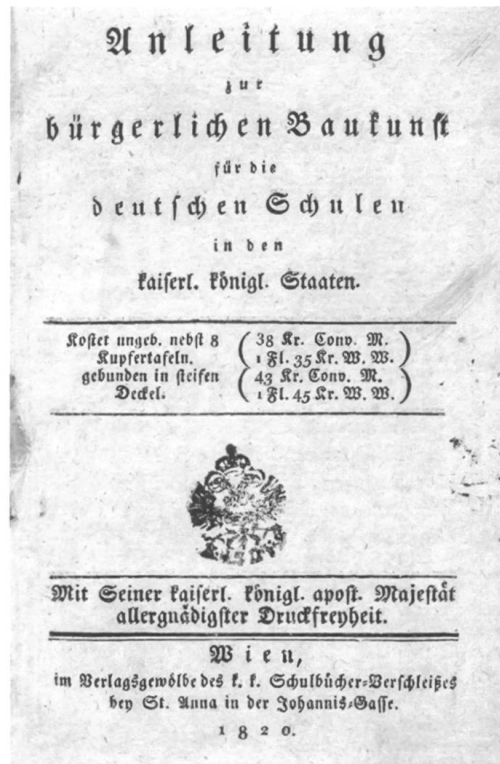 Anleitung
zur
bürgerlichen Baukunst
für die
deutschen Schulen
in den
kaiserl. königl. Staaten.
Kostet ungeb. nebst 8 Kupfertafeln. ( 38 Kr. Conv. M. )
1 Fl. 35 Kr. W. W.
gebunden in steifen Deckel. ( 43 Kr. Conv. M. )
1 Fl. 45 Kr. W. W.
Mit Seiner kaiserl. königl. apost. Majestät
allergnädigster Druckfreyheit.
Wien,
im Verlagsgewölbe des k. k. Schulbücher-Verschleißes
bey St. Anna in der Johannis-Gasse.
1820.